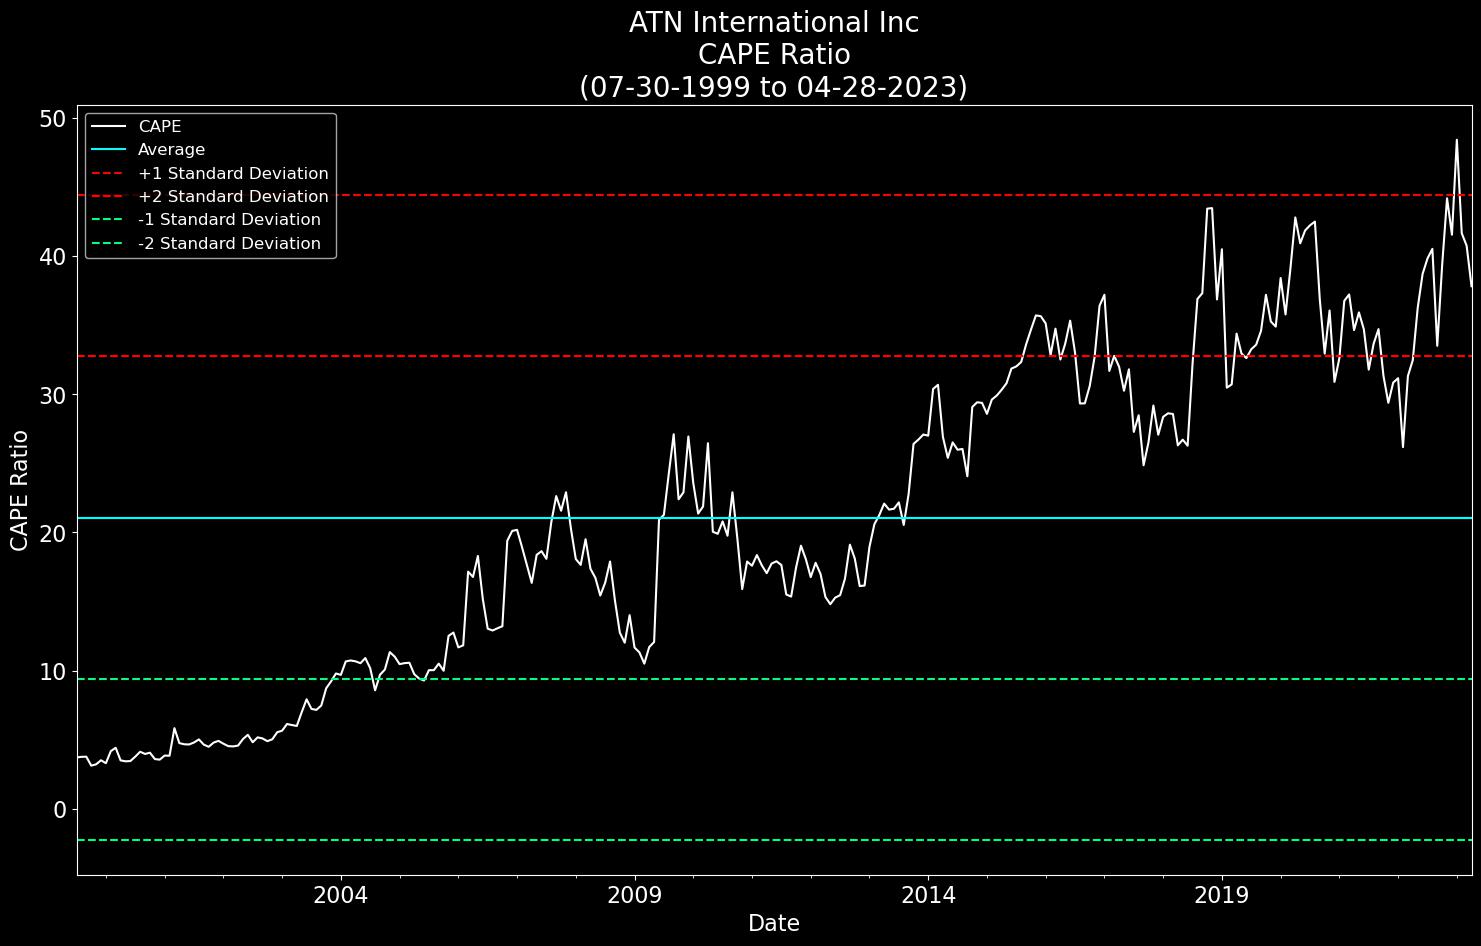 ATN International Inc
CAPE Ratio
(07-30-1999 to 04-28-2023)
CAPE
Average
+1 Standard Deviation
+2 Standard Deviation
-1 Standard Deviation
-2 Standard Deviation
50
40
30
20
10
0
CAPE Ratio
2004
2009
2014
2019
Date